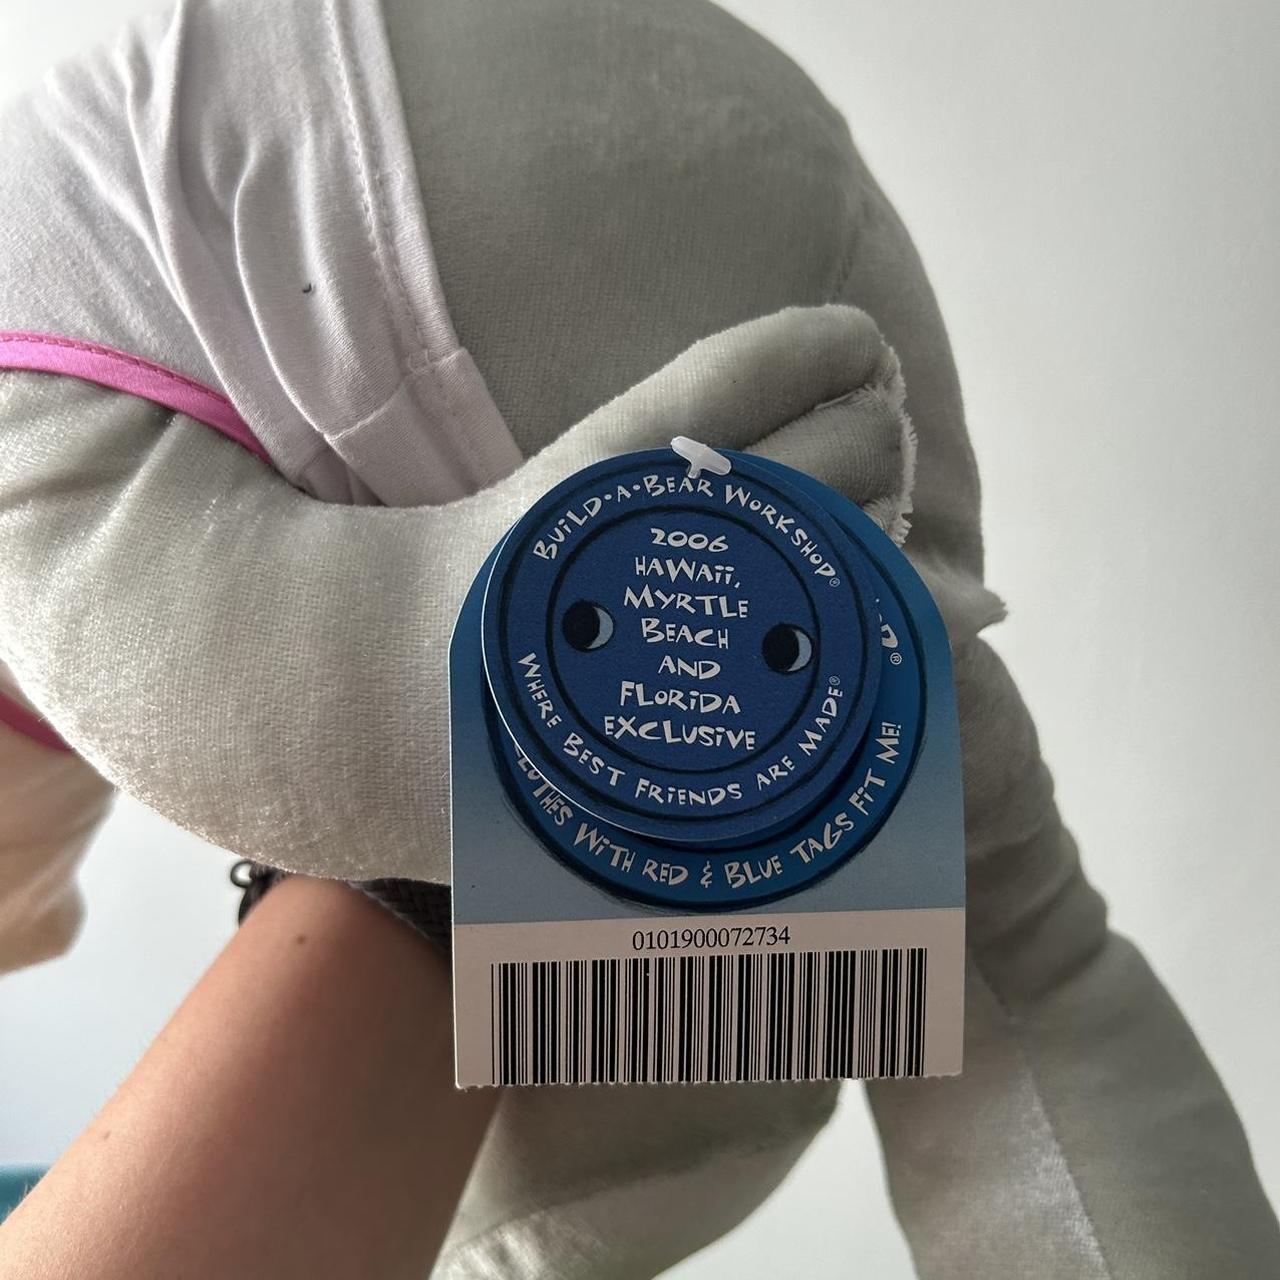 BUiLD•A•BEAR WORKSHOP®
2006
HAWAii,
MYRTLE
BEACH
AND
FLORiDA
EXCLUSiVE
WHERE BEST FRiENDS ARE MADE®
®
CLOTHES WiTH RED & BLUE TAGS FiT ME!
0101900072734